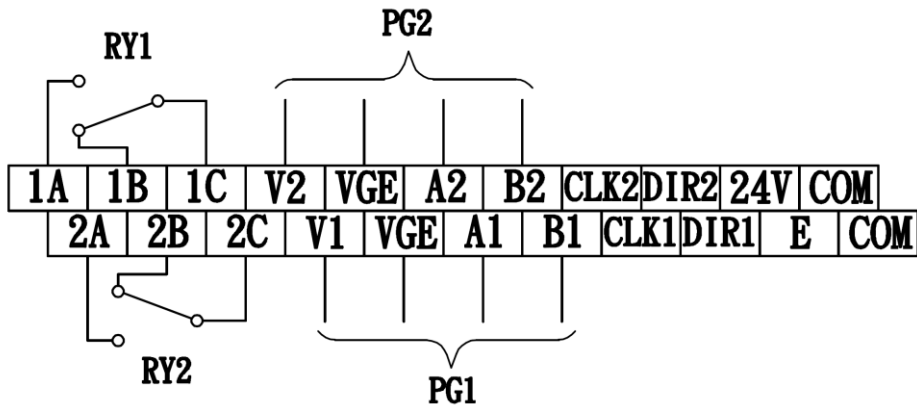 PG2
RY1
1A 1B 1C V2 VGE A2 B2 CLK2 DIR2 24V COM
2A 2B 2C V1 VGE A1 B1 CLK1 DIR1 E COM
RY2
PG1